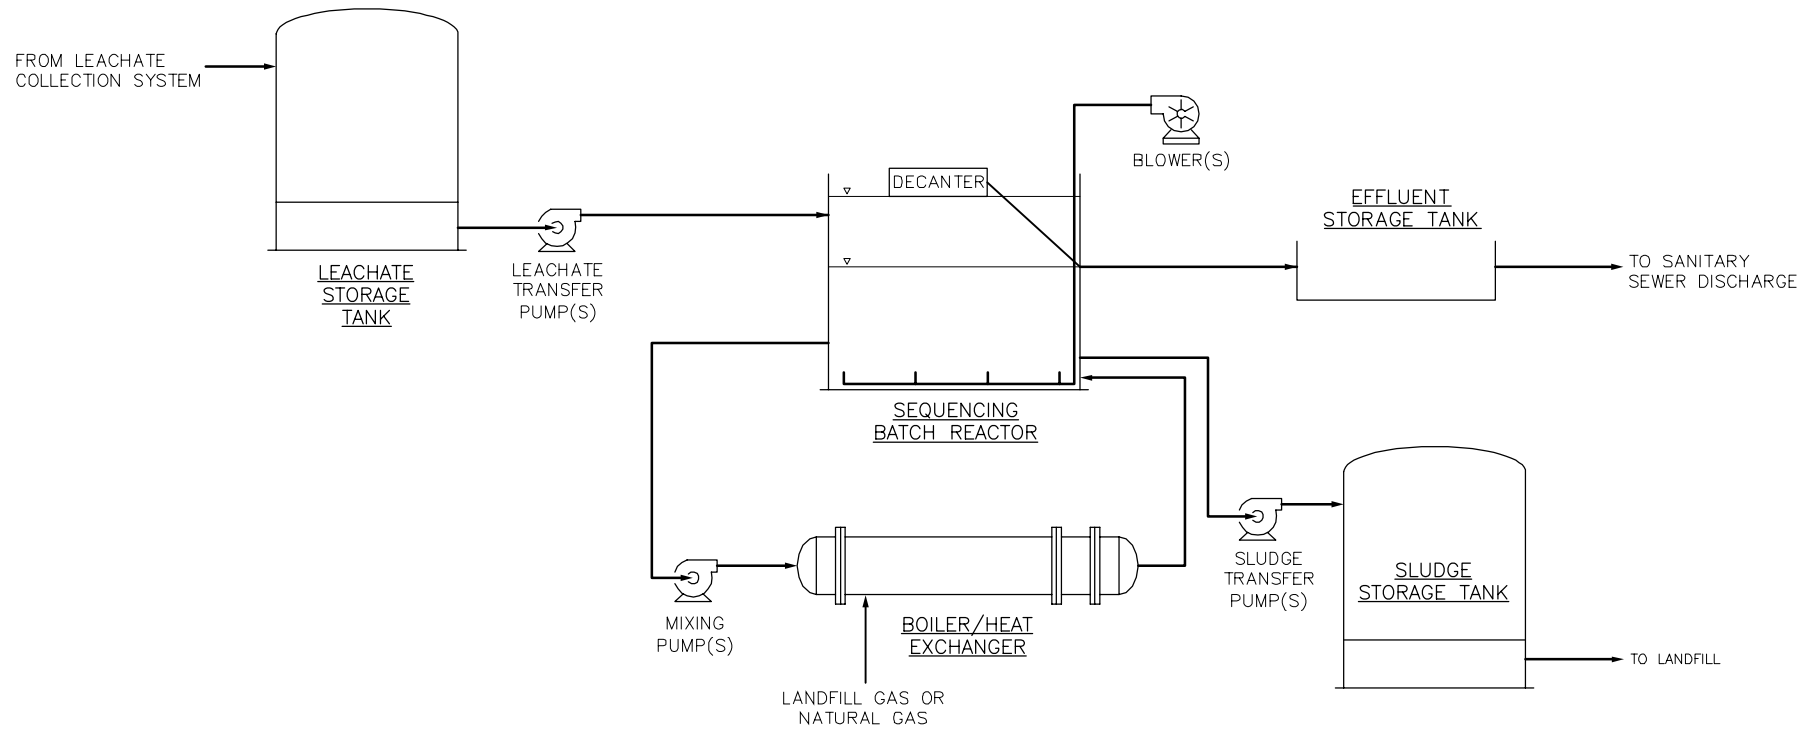 FROM LEACHATE
COLLECTION SYSTEM
LEACHATE
STORAGE
TANK
LEACHATE
TRANSFER
PUMP(S)
DECANTER
BLOWER(S)
EFFLUENT
STORAGE TANK
TO SANITARY
SEWER DISCHARGE
SEQUENCING
BATCH REACTOR
MIXING
PUMP(S)
BOILER/HEAT
EXCHANGER
LANDFILL GAS OR
NATURAL GAS
SLUDGE
TRANSFER
PUMP(S)
SLUDGE
STORAGE TANK
TO LANDFILL